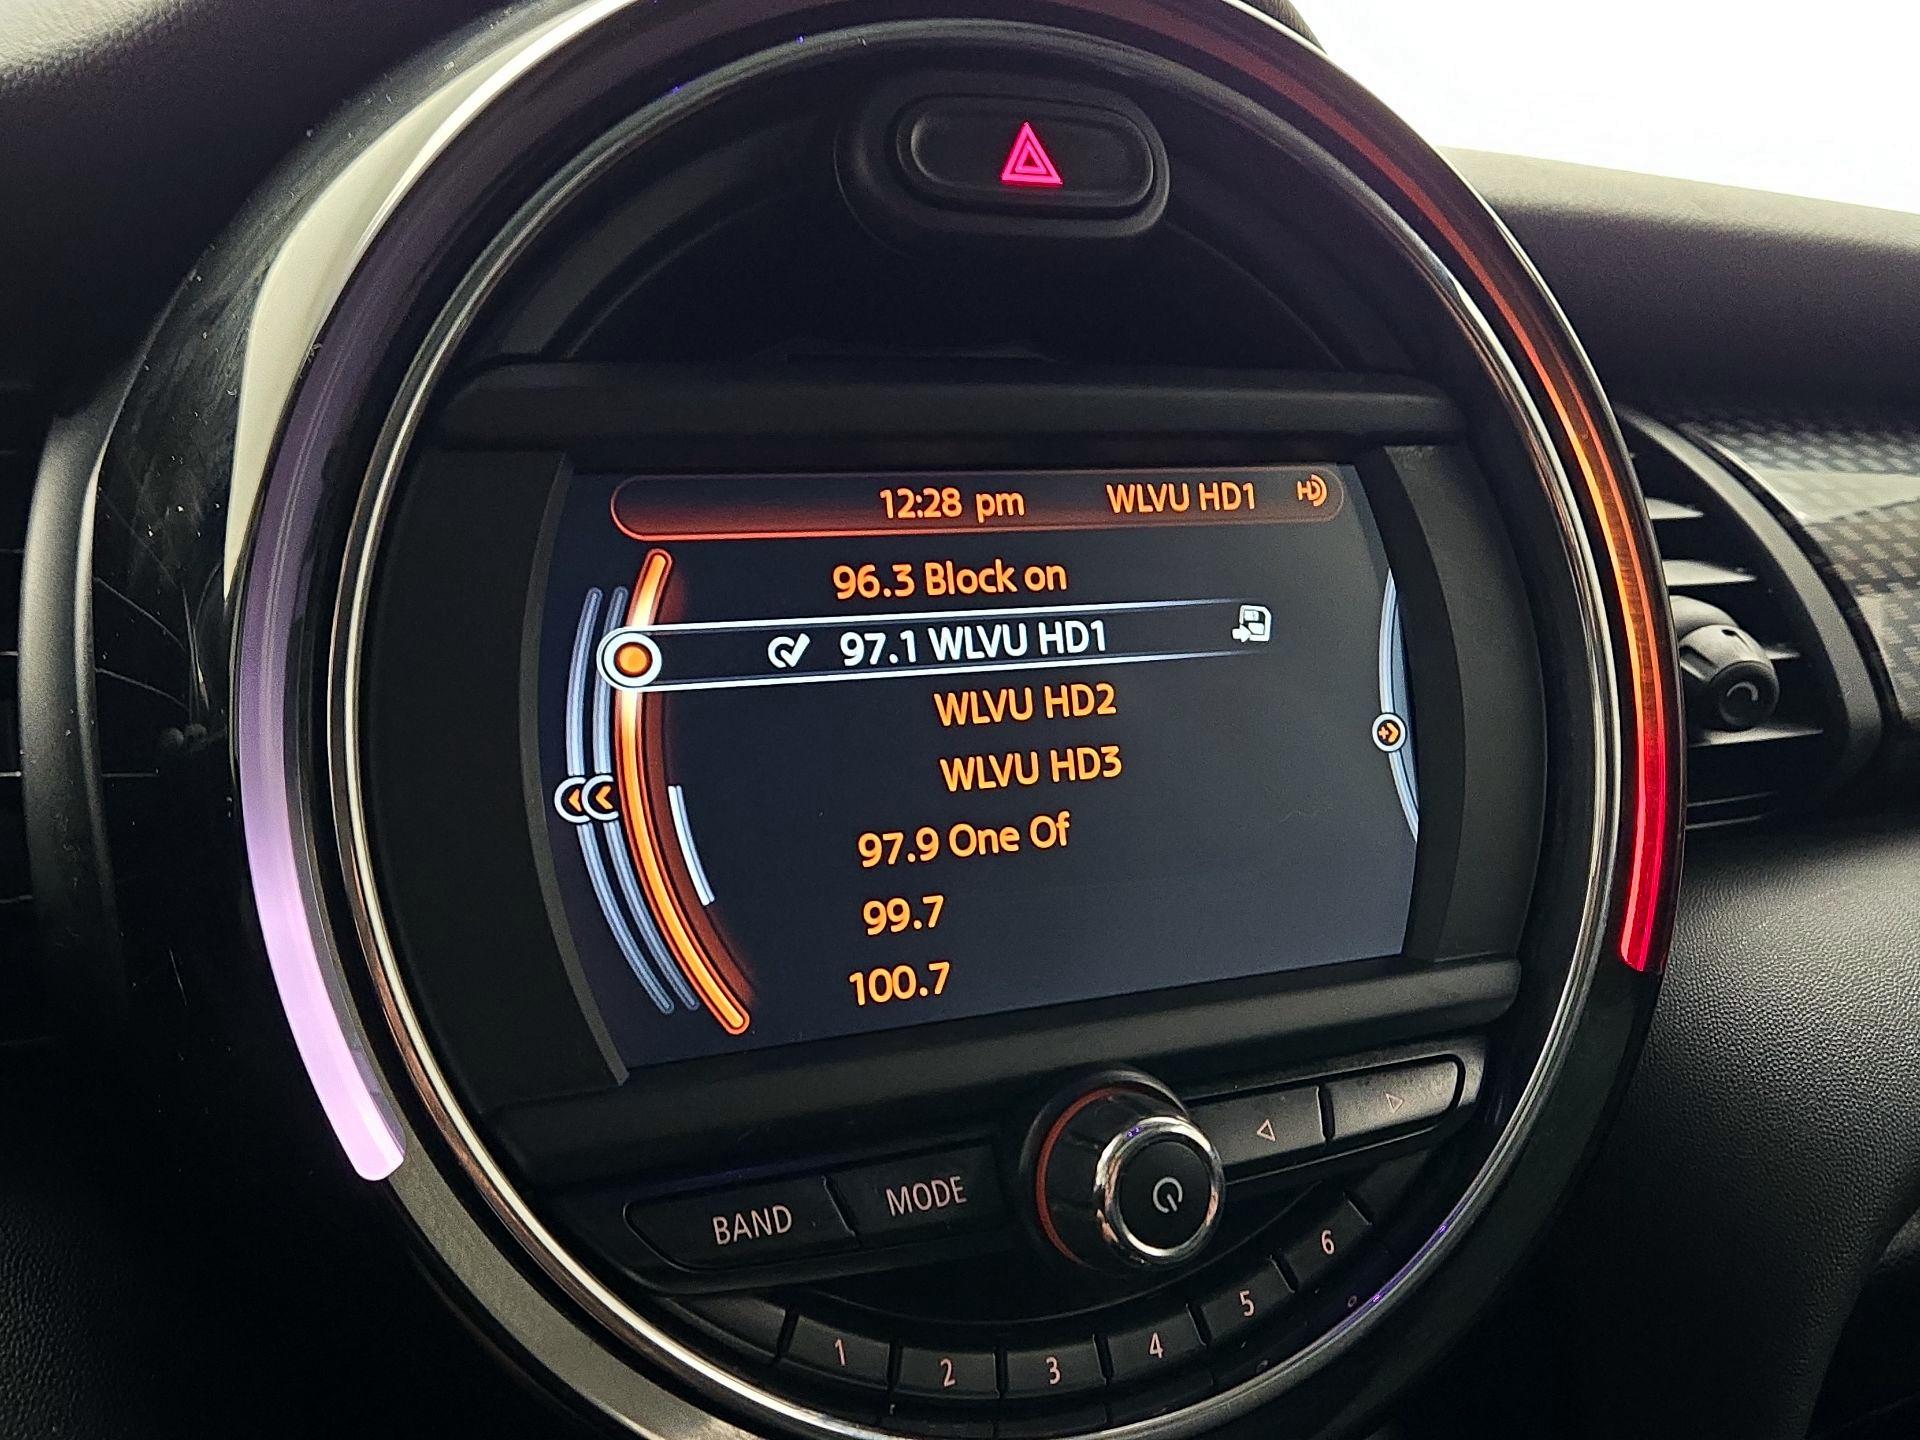 12:28 pm WLVU HD1 HD
96.3 Block on
97.1 WLVU HD1
WLVU HD2
WLVU HD3
97.9 One Of
99.7
100.7
BAND MODE
1 2 3 4 5 6